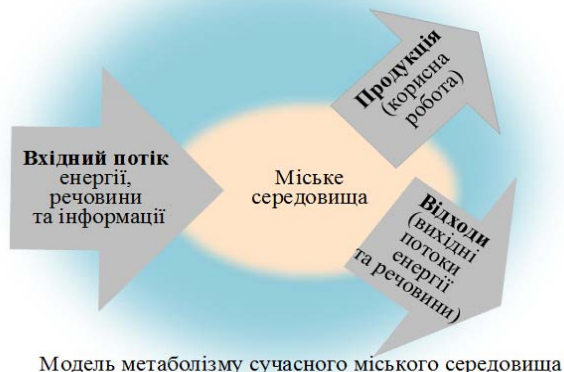 Вхідний потік
енергії,
речовини
та інформації
Міське
середовища
Продукція
(корисна
робота)
Відходи
(вихідні
потоки
енергії
та речовини)
Модель метаболізму сучасного міського середовища